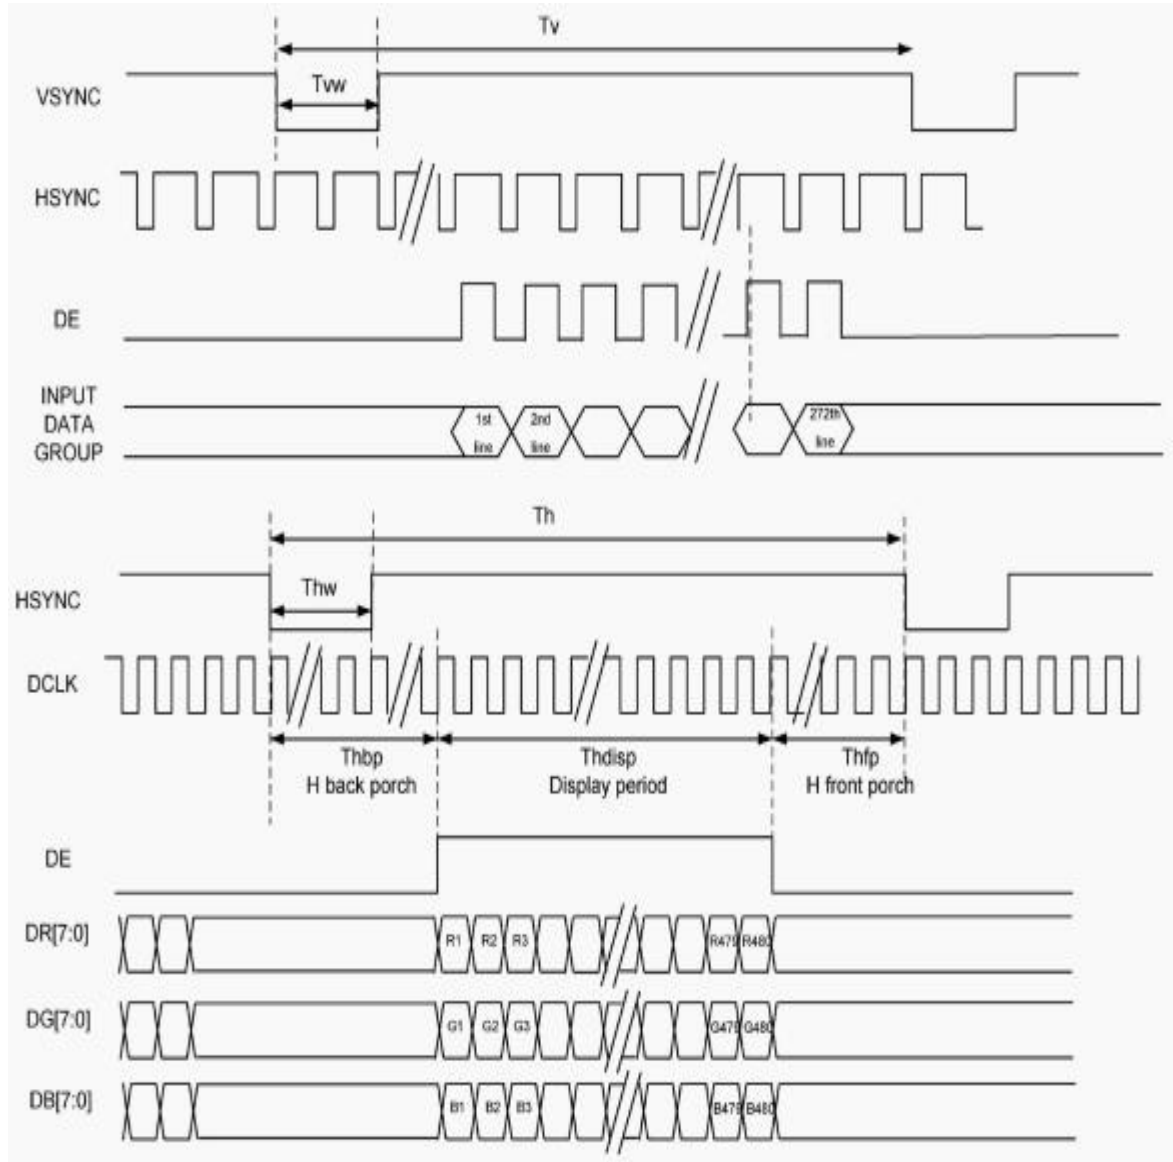 Tv
VSYNC
Tvw
HSYNC
DE
INPUT
DATA
GROUP
1st
line
2nd
line
272th
line
Th
HSYNC
Thw
DCLK
Thbp
H back porch
Thdisp
Display period
Thfp
H front porch
DE
DR[7:0]
R1 R2 R3 R479 R480
DG[7:0]
G1 G2 G3 G479 G480
DB[7:0]
B1 B2 B3 B479 B480